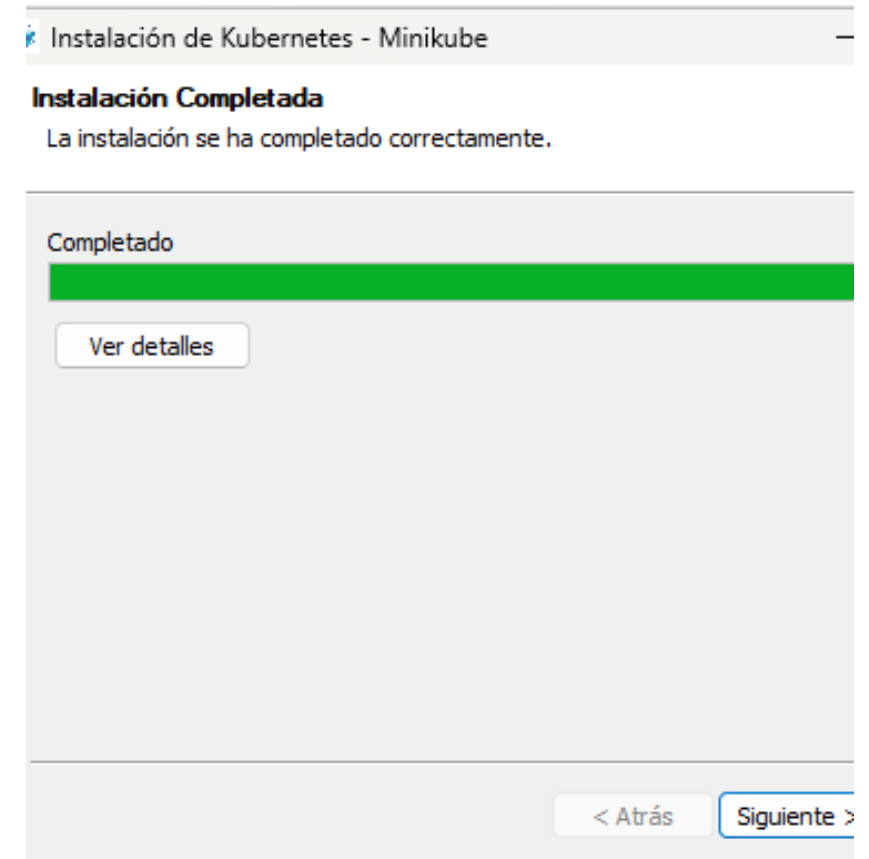 Instalación de Kubernetes - Minikube
Instalación Completada
La instalación se ha completado correctamente.
Completado
Ver detalles
< Atrás Siguiente >